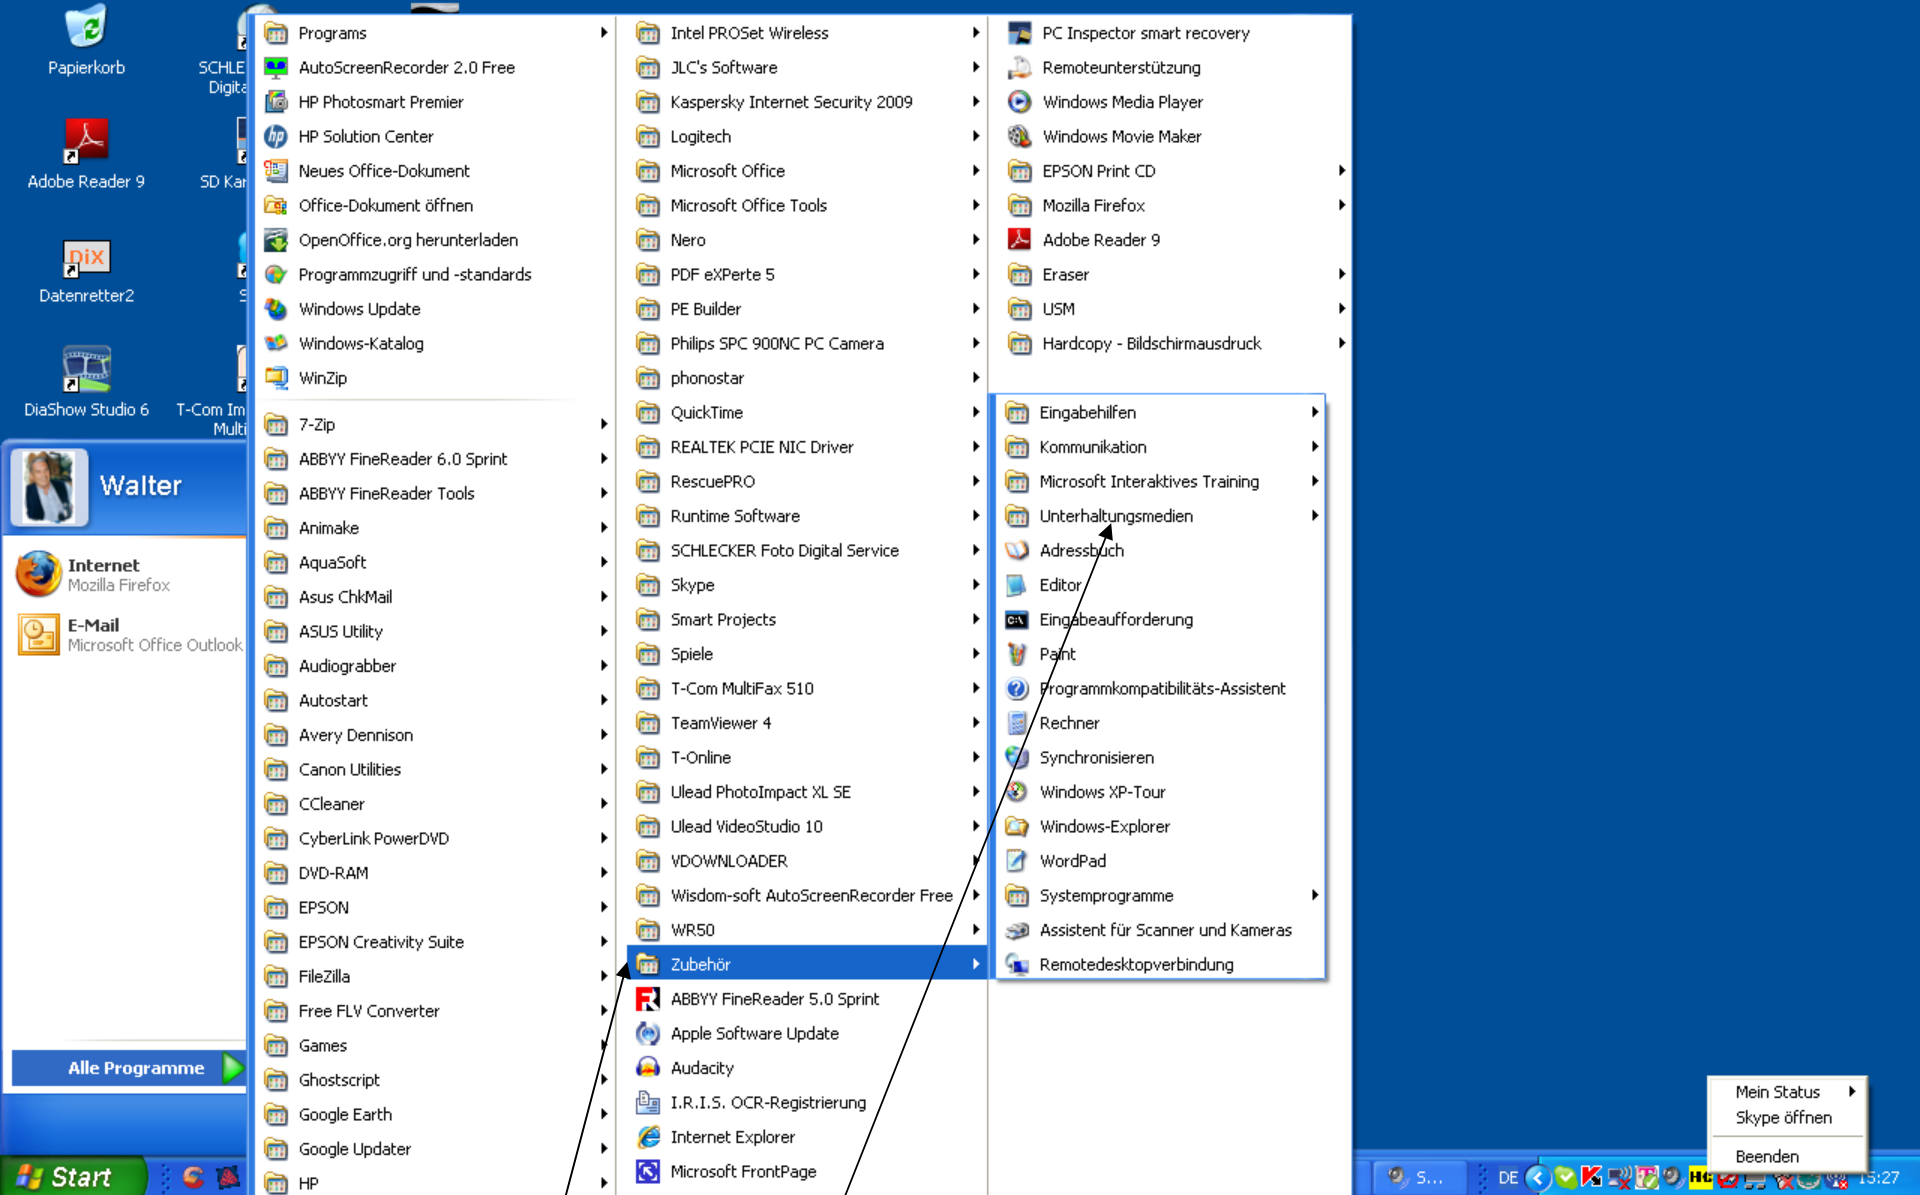 Papierkorb
SCHLE
Digita
Adobe Reader 9
SD Kar
DiX
Datenretter2
S
DiaShow Studio 6
T-Com Im
Multi
Walter
Internet
Mozilla Firefox
E-Mail
Microsoft Office Outlook
Alle Programme
Start
Programs
AutoScreenRecorder 2.0 Free
HP Photosmart Premier
HP Solution Center
Neues Office-Dokument
Office-Dokument öffnen
OpenOffice.org herunterladen
Programmzugriff und -standards
Windows Update
Windows-Katalog
WinZip
7-Zip
ABBYY FineReader 6.0 Sprint
ABBYY FineReader Tools
Animake
AquaSoft
Asus ChkMail
ASUS Utility
Audiograbber
Autostart
Avery Dennison
Canon Utilities
CCleaner
CyberLink PowerDVD
DVD-RAM
EPSON
EPSON Creativity Suite
FileZilla
Free FLV Converter
Games
Ghostscript
Google Earth
Google Updater
HP
Intel PROSet Wireless
JLC's Software
Kaspersky Internet Security 2009
Logitech
Microsoft Office
Microsoft Office Tools
Nero
PDF eXPerte 5
PE Builder
Philips SPC 900NC PC Camera
phonostar
QuickTime
REALTEK PCIE NIC Driver
RescuePRO
Runtime Software
SCHLECKER Foto Digital Service
Skype
Smart Projects
Spiele
T-Com MultiFax 510
TeamViewer 4
T-Online
Ulead PhotoImpact XL SE
Ulead VideoStudio 10
VDOWNLOADER
Wisdom-soft AutoScreenRecorder Free
WR50
Zubehör
ABBYY FineReader 5.0 Sprint
Apple Software Update
Audacity
I.R.I.S. OCR-Registrierung
Internet Explorer
Microsoft FrontPage
PC Inspector smart recovery
Remoteunterstützung
Windows Media Player
Windows Movie Maker
EPSON Print CD
Mozilla Firefox
Adobe Reader 9
Eraser
USM
Hardcopy - Bildschirmausdruck
Eingabehilfen
Kommunikation
Microsoft Interaktives Training
Unterhaltungsmedien
Adressbuch
Editor
Eingabeaufforderung
Paint
Programmkompatibilitäts-Assistent
Rechner
Synchronisieren
Windows XP-Tour
Windows-Explorer
WordPad
Systemprogramme
Assistent für Scanner und Kameras
Remotedesktopverbindung
Mein Status
Skype öffnen
Beenden
S...
DE
15:27